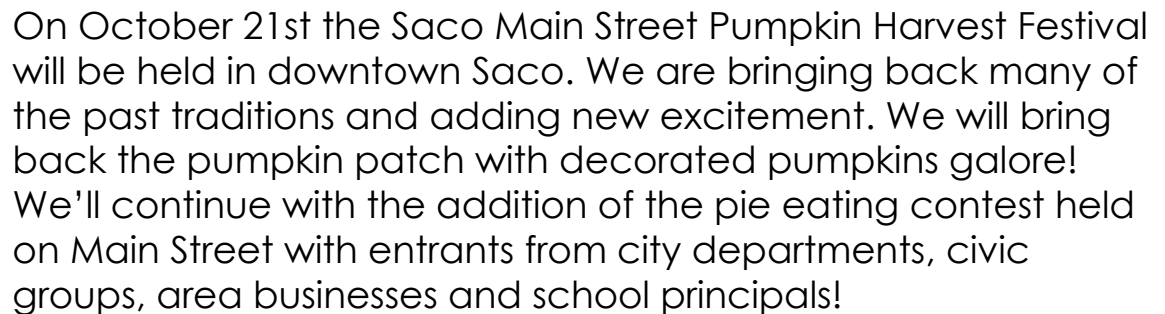 On October 21st the Saco Main Street Pumpkin Harvest Festival
will be held in downtown Saco. We are bringing back many of
the past traditions and adding new excitement. We will bring
back the pumpkin patch with decorated pumpkins galore!
We’ll continue with the addition of the pie eating contest held
on Main Street with entrants from city departments, civic
groups, area businesses and school principals!